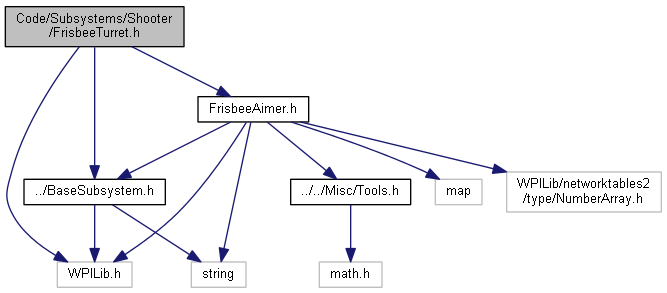 Code/Subsystems/Shooter
/FrisbeeTurret.h
FrisbeeAimer.h
../BaseSubsystem.h
../../Misc/Tools.h
map
WPILib/networktables2
/type/NumberArray.h
WPILib.h
string
math.h